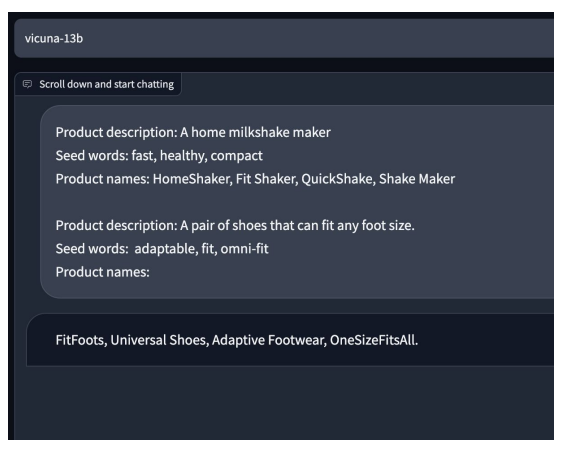 vicuna-13b
Scroll down and start chatting
Product description: A home milkshake maker
Seed words: fast, healthy, compact
Product names: HomeShaker, Fit Shaker, QuickShake, Shake Maker
Product description: A pair of shoes that can fit any foot size.
Seed words: adaptable, fit, omni-fit
Product names:
FitFoots, Universal Shoes, Adaptive Footwear, OneSizeFitsAll.